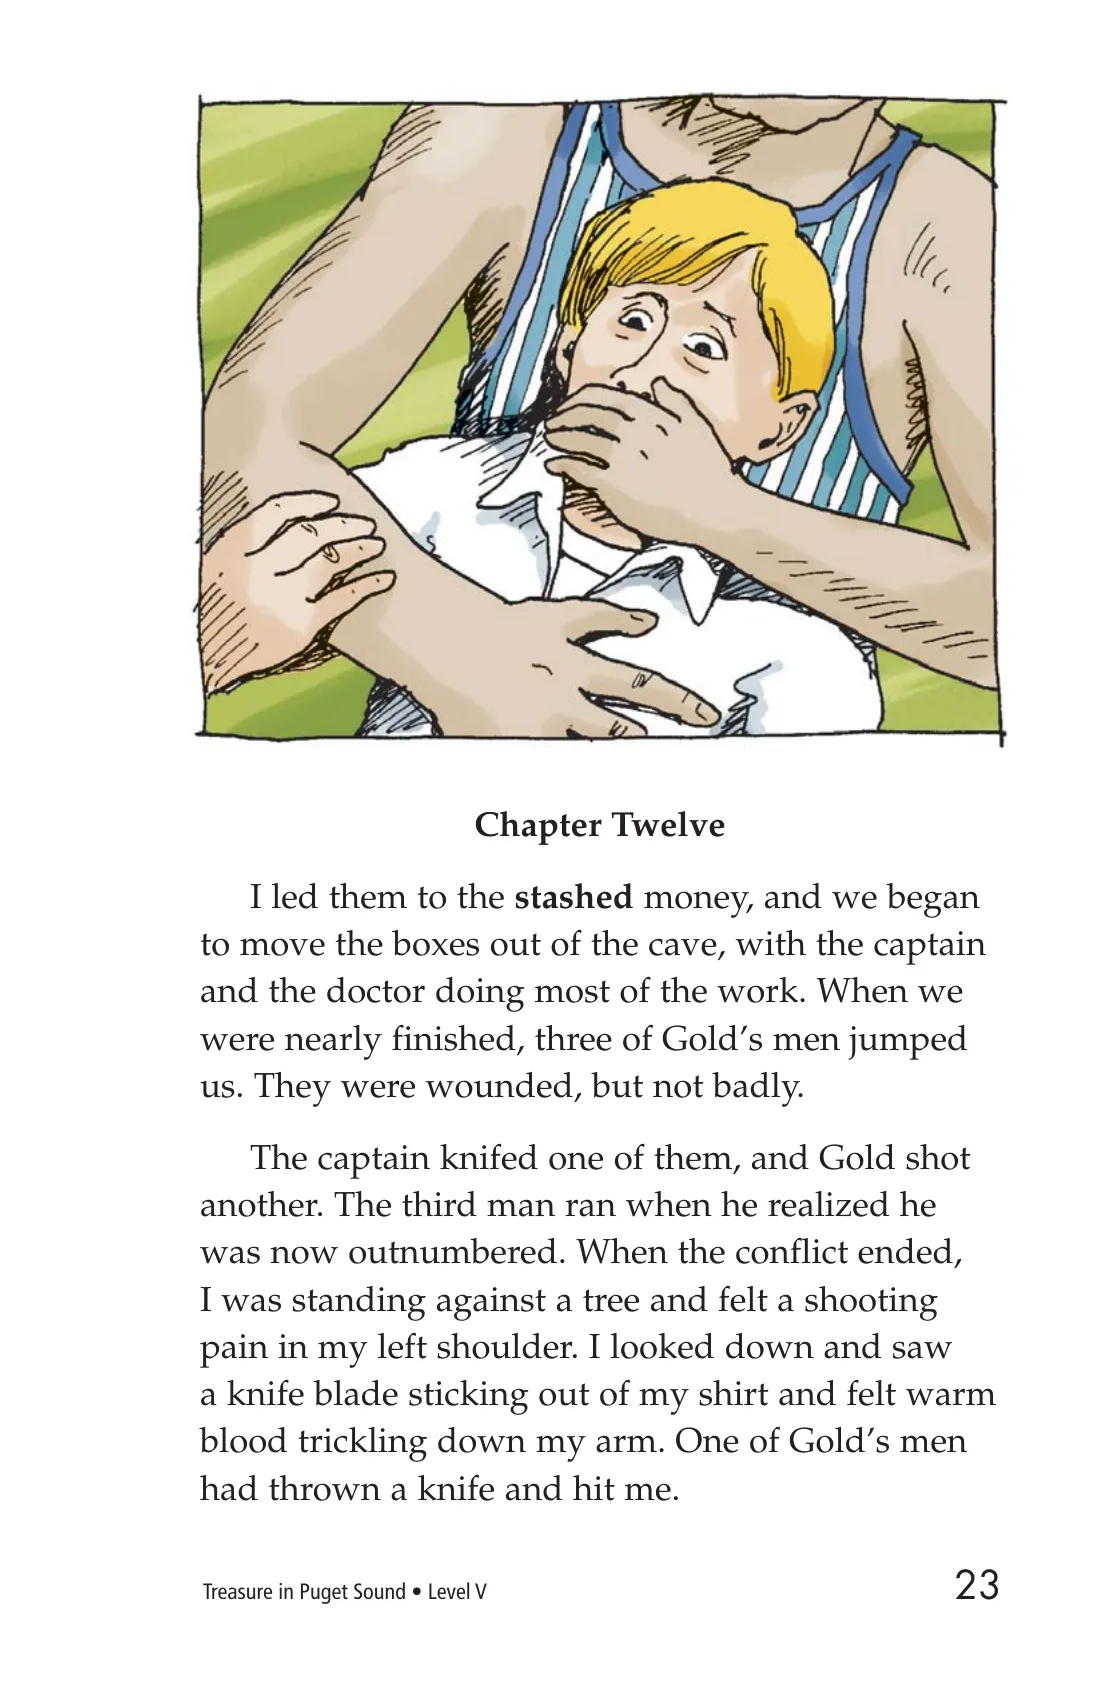 Chapter Twelve
I led them to the stashed money, and we began
to move the boxes out of the cave, with the captain
and the doctor doing most of the work. When we
were nearly finished, three of Gold’s men jumped
us. They were wounded, but not badly.
The captain knifed one of them, and Gold shot
another. The third man ran when he realized he
was now outnumbered. When the conflict ended,
I was standing against a tree and felt a shooting
pain in my left shoulder. I looked down and saw
a knife blade sticking out of my shirt and felt warm
blood trickling down my arm. One of Gold’s men
had thrown a knife and hit me.
Treasure in Puget Sound • Level V 23